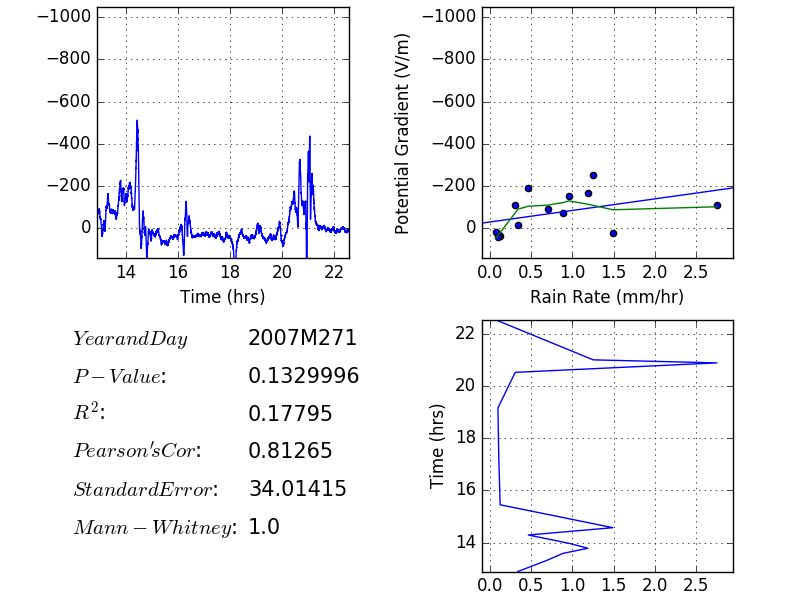 −1000
−800
−600
−400
−200
0
14 16 18 20 22
Time (hrs)
Potential Gradient (V/m)
−1000
−800
−600
−400
−200
0
0.0 0.5 1.0 1.5 2.0 2.5
Rain Rate (mm/hr)
YearandDay 2007M271
P−Value: 0.1329996
R²: 0.17795
Pearson'sCor: 0.81265
StandardError: 34.01415
Mann−Whitney: 1.0
Time (hrs)
22
20
18
16
14
0.0 0.5 1.0 1.5 2.0 2.5